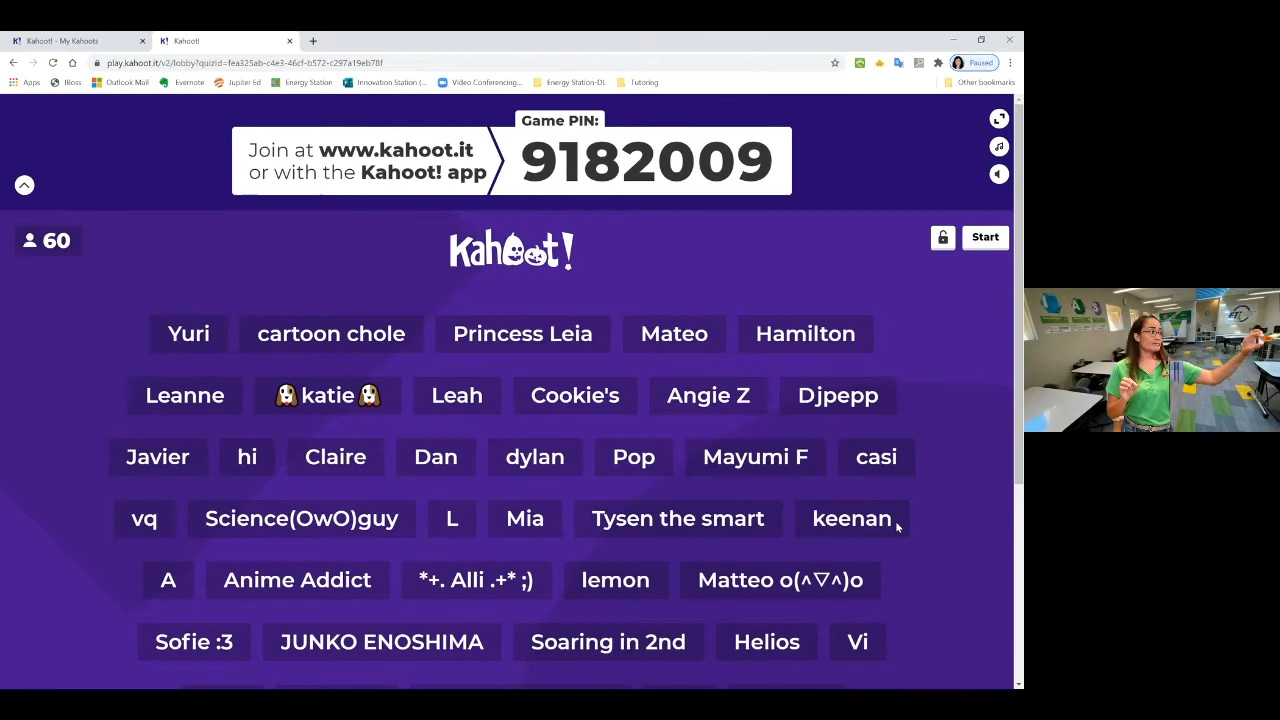 Kahoot! - My Kahoots
Kahoot!
play.kahoot.it/v2/lobby?quizId=fea325ab-c4e3-46cf-b572-c297a19eb78f
Paused
Apps IBoss Outlook Mail Evernote Jupiter Ed Energy Station Innovation Station (... Video Conferencing... Energy Station-DL Tutoring Other bookmarks
Game PIN:
Join at www.kahoot.it
or with the Kahoot! app
9182009
60
Kahoot!
Start
Yuri cartoon chole Princess Leia Mateo Hamilton
Leanne 🐶katie🐶 Leah Cookie's Angie Z Djpepp
Javier hi Claire Dan dylan Pop Mayumi F casi
vq Science(OwO)guy L Mia Tysen the smart keenan
A Anime Addict *+. Alli .+* ;) lemon Matteo o(^▽^)o
Sofie :3 JUNKO ENOSHIMA Soaring in 2nd Helios Vi